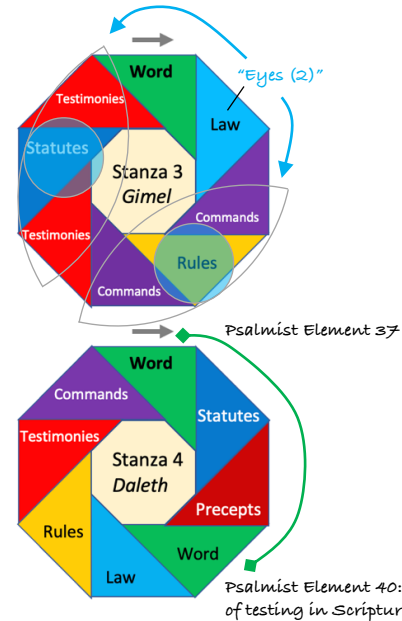 Word
"Eyes (2)"
Testimonies
Law
Statutes
Stanza 3
Gimel
Commands
Testimonies
Rules
Commands
Psalmist Element 37
Word
Commands
Statutes
Testimonies
Stanza 4
Daleth
Precepts
Rules
Word
Law
Psalmist Element 40:
of testing in Scriptur